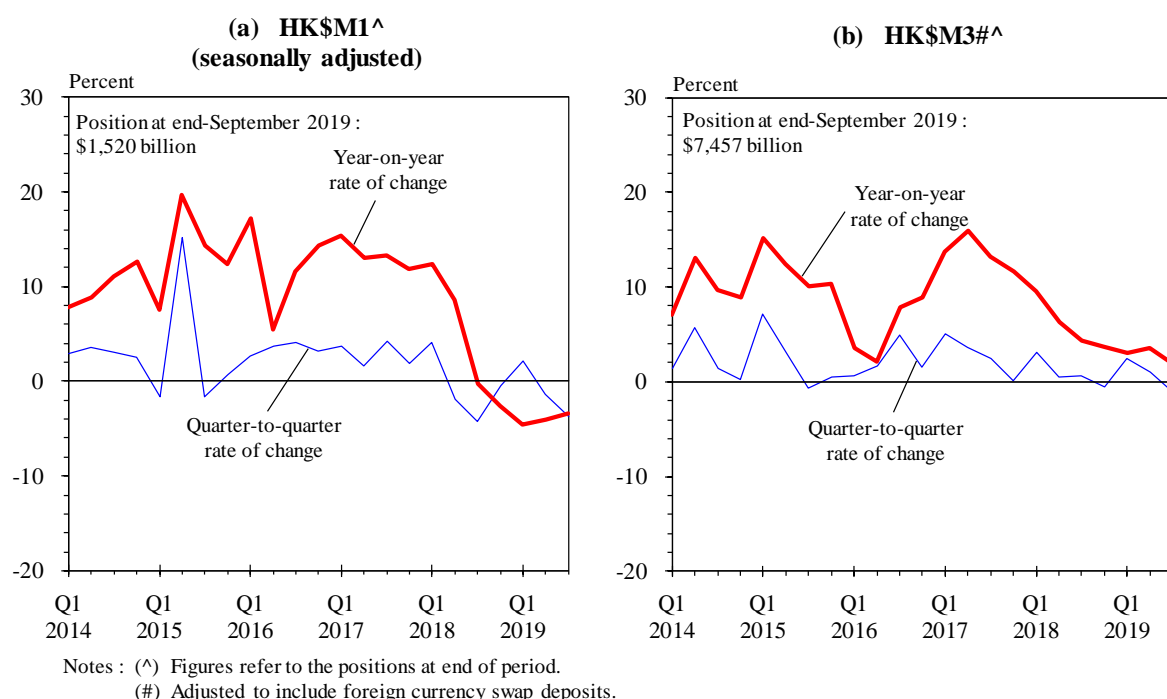 (a) HK$M1^
(seasonally adjusted)
Percent
30
20
10
0
-10
-20
Position at end-September 2019 :
$1,520 billion
Year-on-year
rate of change
Quarter-to-quarter
rate of change
Q1 Q1 Q1 Q1 Q1 Q1
2014 2015 2016 2017 2018 2019
(b) HK$M3#^
Percent
30
20
10
0
-10
-20
Position at end-September 2019 :
$7,457 billion
Year-on-year
rate of change
Quarter-to-quarter
rate of change
Q1 Q1 Q1 Q1 Q1 Q1
2014 2015 2016 2017 2018 2019
Notes : (^) Figures refer to the positions at end of period.
(#) Adjusted to include foreign currency swap deposits.